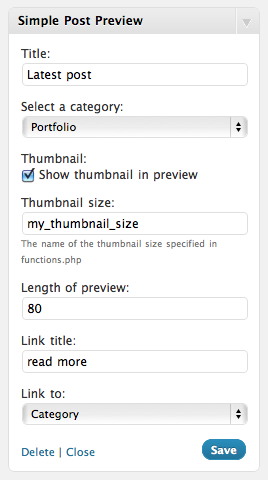 Simple Post Preview
Title:
Latest post
Select a category:
Portfolio
Thumbnail:
Show thumbnail in preview
Thumbnail size:
my_thumbnail_size
The name of the thumbnail size specified in
functions.php
Length of preview:
80
Link title:
read more
Link to:
Category
Delete | Close
Save